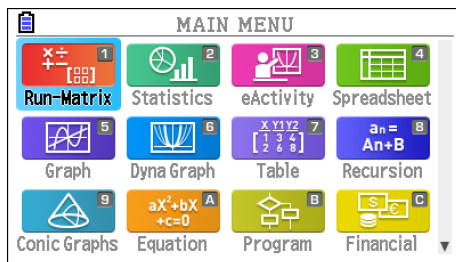 MAIN MENU
×÷ 1 2 3 4
+− [88]
Run-Matrix Statistics eActivity Spreadsheet
5 6 X Y1Y2 7 an= 8
1 3 4 An+B
2 6 8
Graph Dyna Graph Table Recursion
9 aX²+bX A B $ C
+c=0 €
Conic Graphs Equation Program Financial
▼